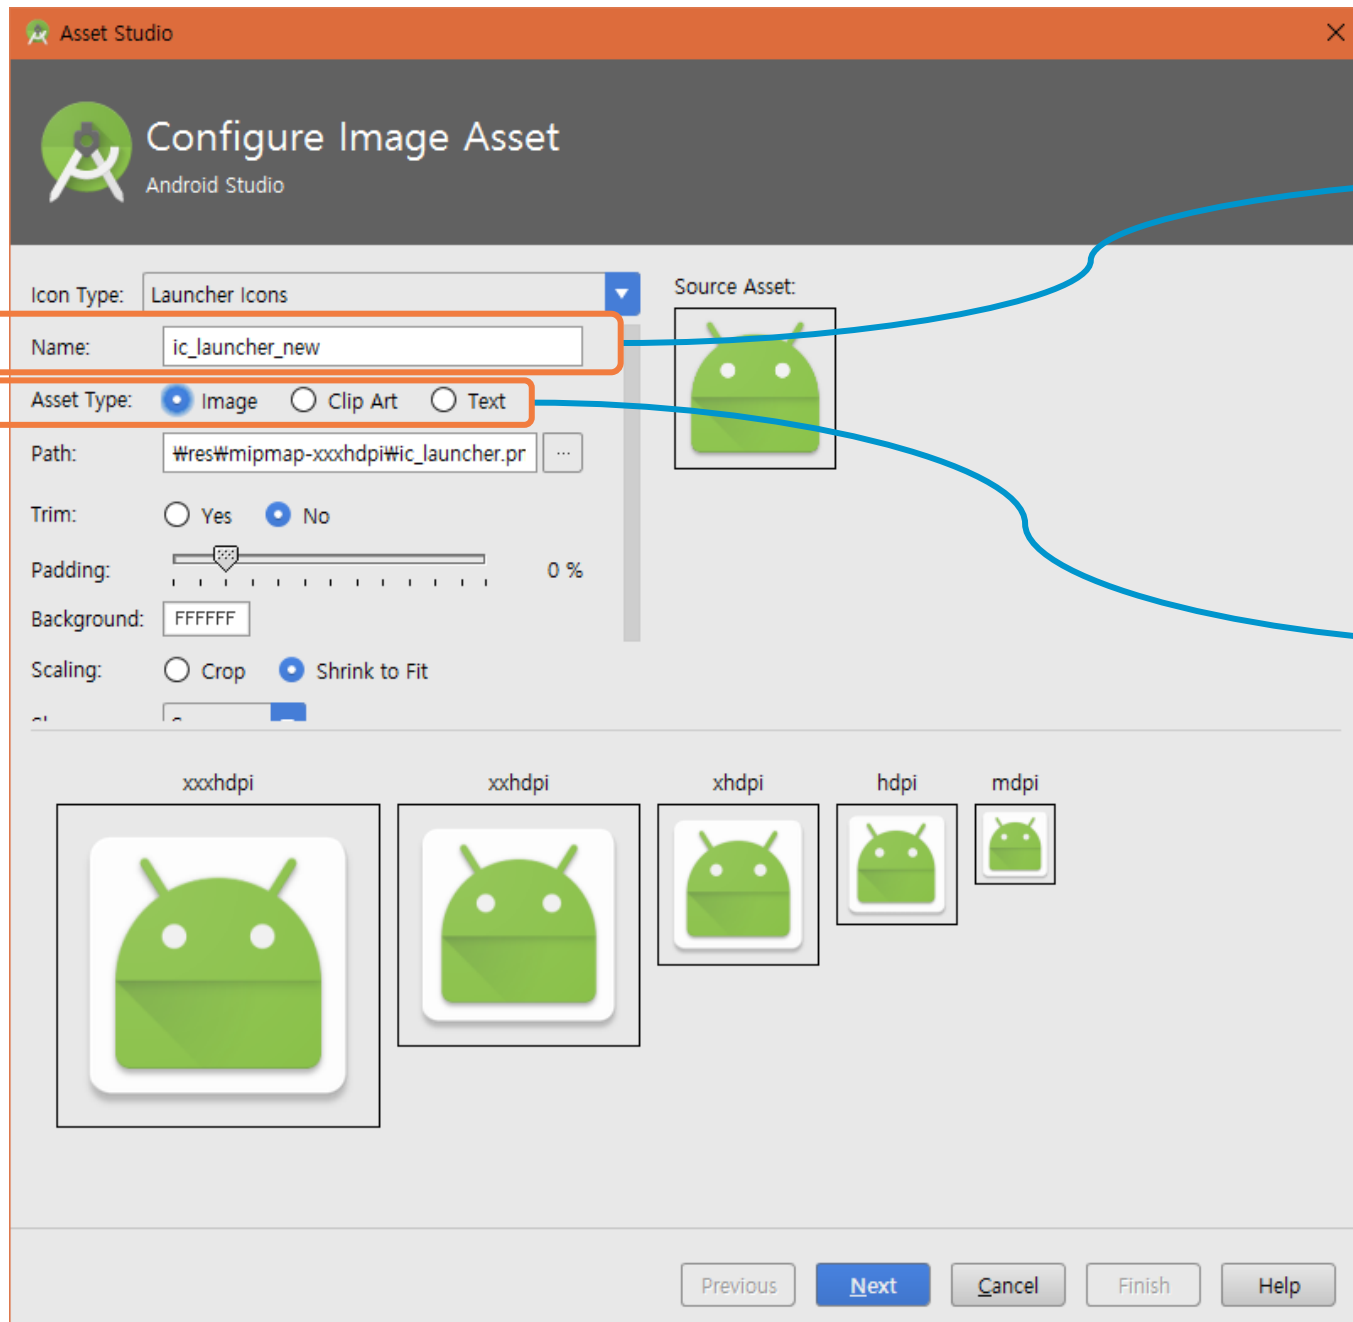 Asset Studio
Configure Image Asset
Android Studio
Icon Type: Launcher Icons
Source Asset:
Name: ic_launcher_new
Asset Type: Image Clip Art Text
Path: ₩res₩mipmap-xxxhdpi₩ic_launcher.pr ...
Trim: Yes No
Padding: 0 %
Background: FFFFFF
Scaling: Crop Shrink to Fit
xxxhdpi xxhdpi xhdpi hdpi mdpi
Previous Next Cancel Finish Help